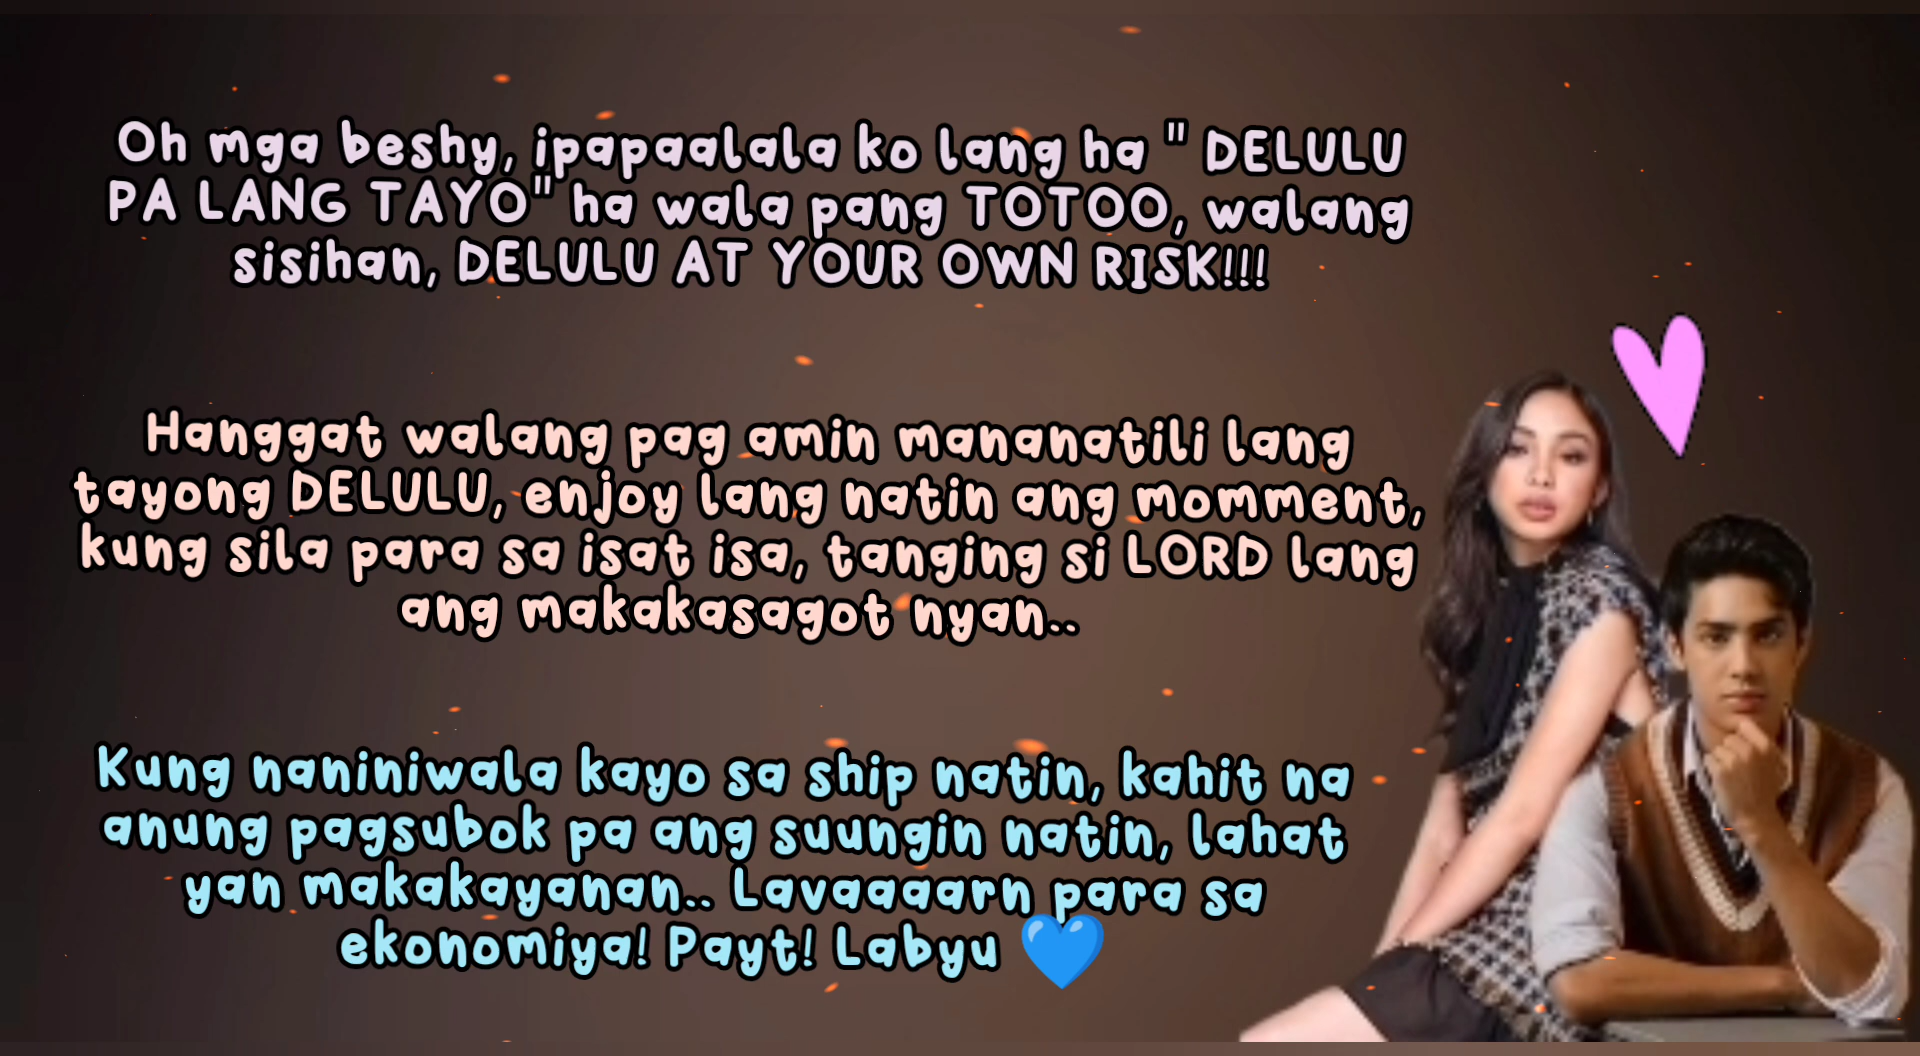 Oh mga beshy, ipapaalala ko lang ha " DELULU
PA LANG TAYO" ha wala pang TOTOO, walang
sisihan, DELULU AT YOUR OWN RISK!!!
Hanggat walang pag amin mananatili lang
tayong DELULU, enjoy lang natin ang momment,
kung sila para sa isat isa, tanging si LORD lang
ang makakasagot nyan..
Kung naniniwala kayo sa ship natin, kahit na
anung pagsubok pa ang suungin natin, lahat
yan makakayanan.. Lavaaaarn para sa
ekonomiya! Payt! Labyu 💙